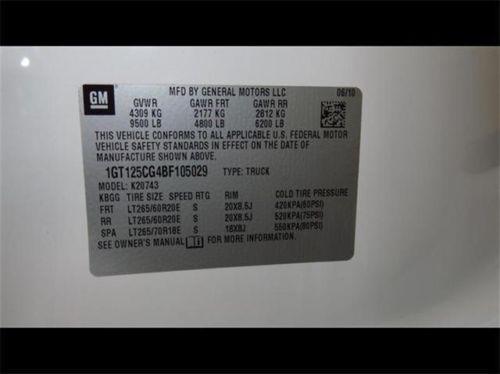 GM
MFD BY GENERAL MOTORS LLC 06/10
GVWR GAWR FRT GAWR RR
4309 KG 2177 KG 2812 KG
9500 LB 4800 LB 6200 LB
THIS VEHICLE CONFORMS TO ALL APPLICABLE U.S. FEDERAL MOTOR
VEHICLE SAFETY STANDARDS IN EFFECT ON THE DATE OF
MANUFACTURE SHOWN ABOVE.
1GT125CG4BF105029 TYPE: TRUCK
MODEL: K20743
KBGG TIRE SIZE SPEED RTG RIM COLD TIRE PRESSURE
FRT LT265/60R20E S 20X8.5J 420KPA(60PSI)
RR LT265/60R20E S 20X8.5J 520KPA(75PSI)
SPA LT265/70R18E S 18X8J 550KPA(80PSI)
SEE OWNER'S MANUAL FOR MORE INFORMATION